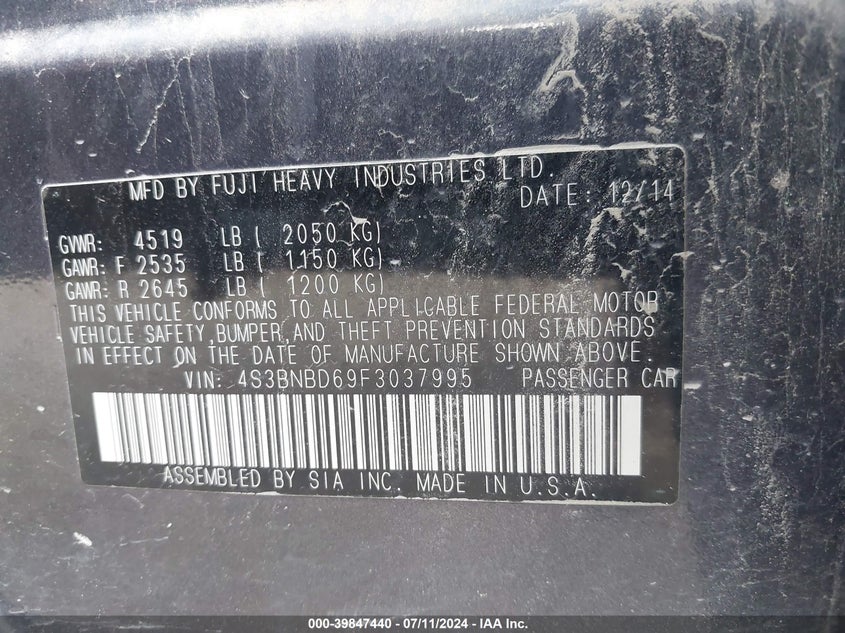 MFD BY FUJI HEAVY INDUSTRIES LTD.
DATE: 12/14
GVWR: 4519 LB ( 2050 KG)
GAWR: F 2535 LB ( 1150 KG)
GAWR: R 2645 LB ( 1200 KG)
THIS VEHICLE CONFORMS TO ALL APPLICABLE FEDERAL MOTOR
VEHICLE SAFETY,BUMPER,AND THEFT PREVENTION STANDARDS
IN EFFECT ON THE DATE OF MANUFACTURE SHOWN ABOVE.
VIN: 4S3BNBD69F3037995 PASSENGER CAR
ASSEMBLED BY SIA INC. MADE IN U.S.A.
000-39847440 - 07/11/2024 - IAA Inc.